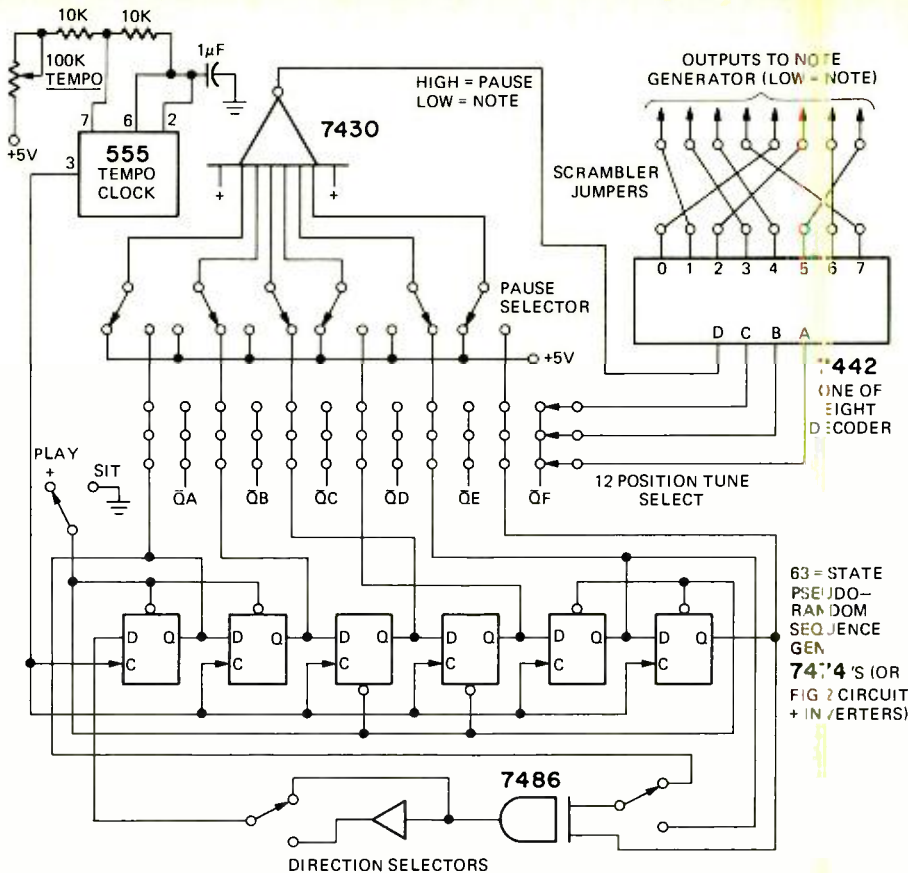 10K
10K
1µF
100K
TEMPO
+5V
7
6
2
3
555
TEMPO
CLOCK
7430
HIGH = PAUSE
LOW = NOTE
OUTPUTS TO NOTE
GENERATOR (LOW = NOTE)
SCRAMBLER
JUMPERS
0 1 2 3 4 5 6 7
D C B A
7442
ONE OF
EIGHT
DECODER
+
+
PAUSE
SELECTOR
+5V
PLAY
+
SIT
Q̅A Q̅B Q̅C Q̅D Q̅E Q̅F
12 POSITION TUNE
SELECT
D Q D Q D Q D Q D Q D Q
C C C C C C
63 = STATE
PSEUDO–
RANDOM
SEQUENCE
GEN
7474'S (OR
FIG 2 CIRCUIT
+ INVERTERS)
7486
DIRECTION SELECTORS